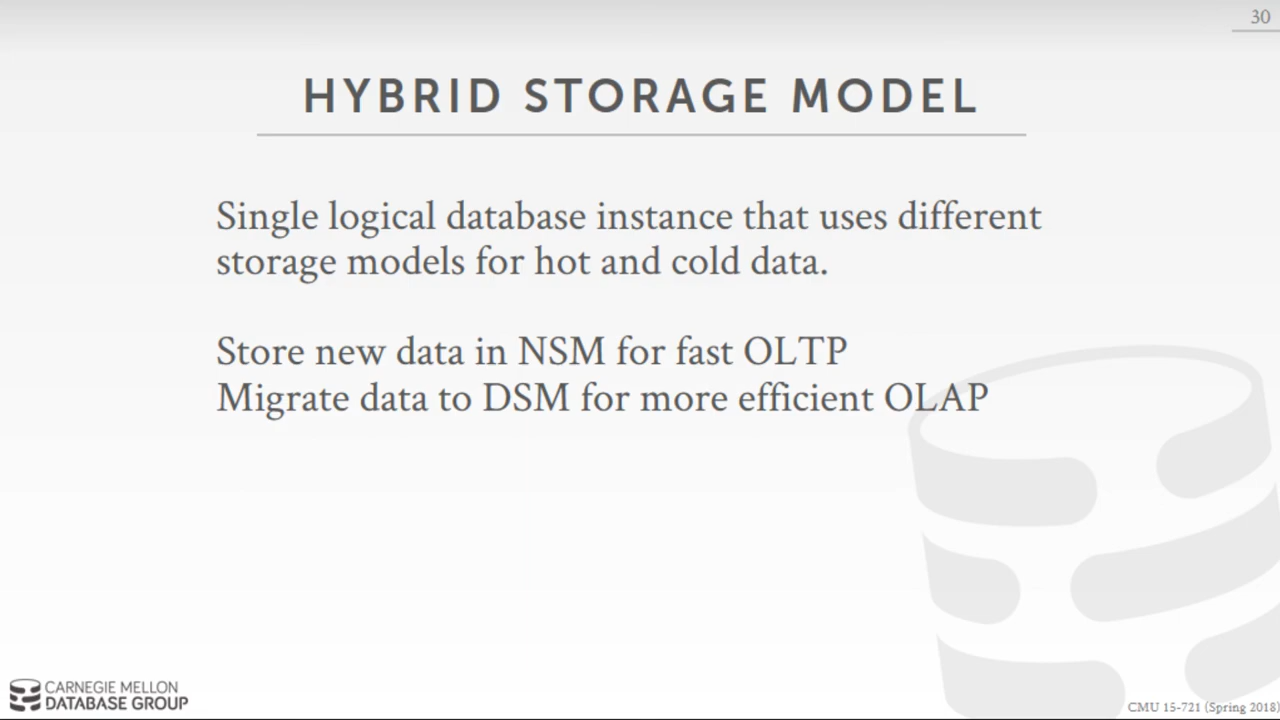 30
HYBRID STORAGE MODEL
Single logical database instance that uses different
storage models for hot and cold data.
Store new data in NSM for fast OLTP
Migrate data to DSM for more efficient OLAP
CARNEGIE MELLON
DATABASE GROUP
CMU 15-721 (Spring 2018)